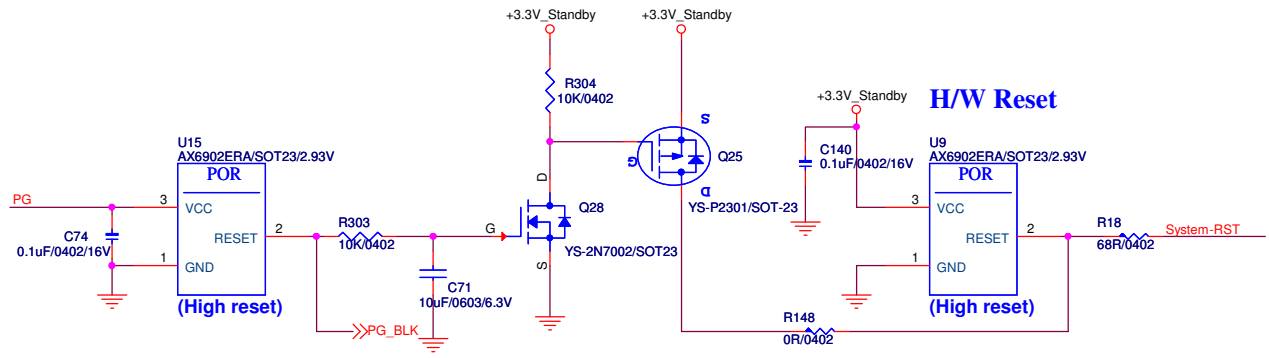 +3.3V_Standby
+3.3V_Standby
R304
10K/0402
+3.3V_Standby
H/W Reset
S
G
D
Q25
YS-P2301/SOT-23
C140
0.1uF/0402/16V
U15
AX6902ERA/SOT23/2.93V
POR
PG
3
VCC
RESET
2
1
GND
C74
0.1uF/0402/16V
(High reset)
R303
10K/0402
C71
10uF/0603/6.3V
PG_BLK
D
G
S
Q28
YS-2N7002/SOT23
U9
AX6902ERA/SOT23/2.93V
POR
3
VCC
RESET
2
1
GND
(High reset)
R18
68R/0402
System-RST
R148
0R/0402